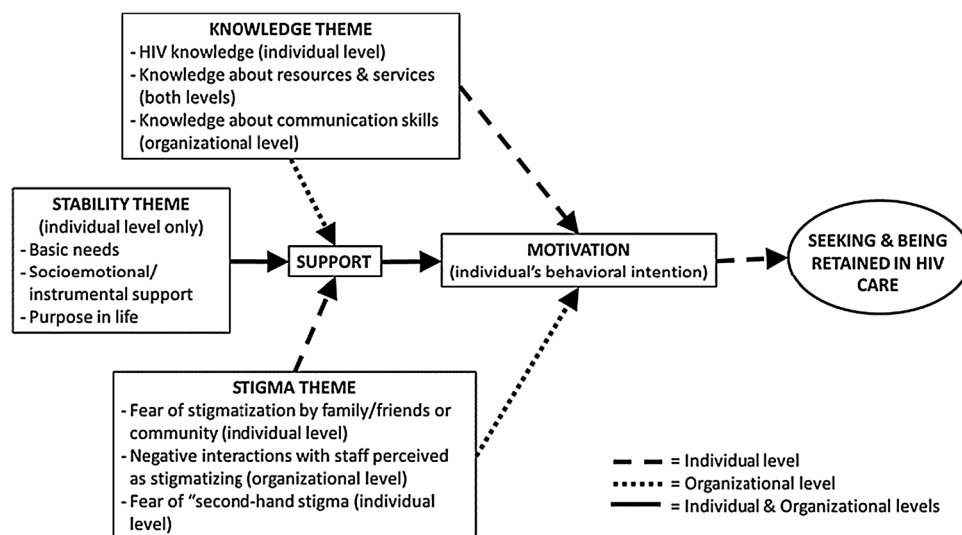 KNOWLEDGE THEME
- HIV knowledge (individual level)
- Knowledge about resources & services
(both levels)
- Knowledge about communication skills
(organizational level)
STABILITY THEME
(individual level only)
- Basic needs
- Socioemotional/
instrumental support
- Purpose in life
SUPPORT
MOTIVATION
(individual's behavioral intention)
SEEKING & BEING
RETAINED IN HIV
CARE
STIGMA THEME
- Fear of stigmatization by family/friends or
community (individual level)
- Negative interactions with staff perceived
as stigmatizing (organizational level)
- Fear of “second-hand stigma (individual
level)
= Individual level
= Organizational level
= Individual & Organizational levels